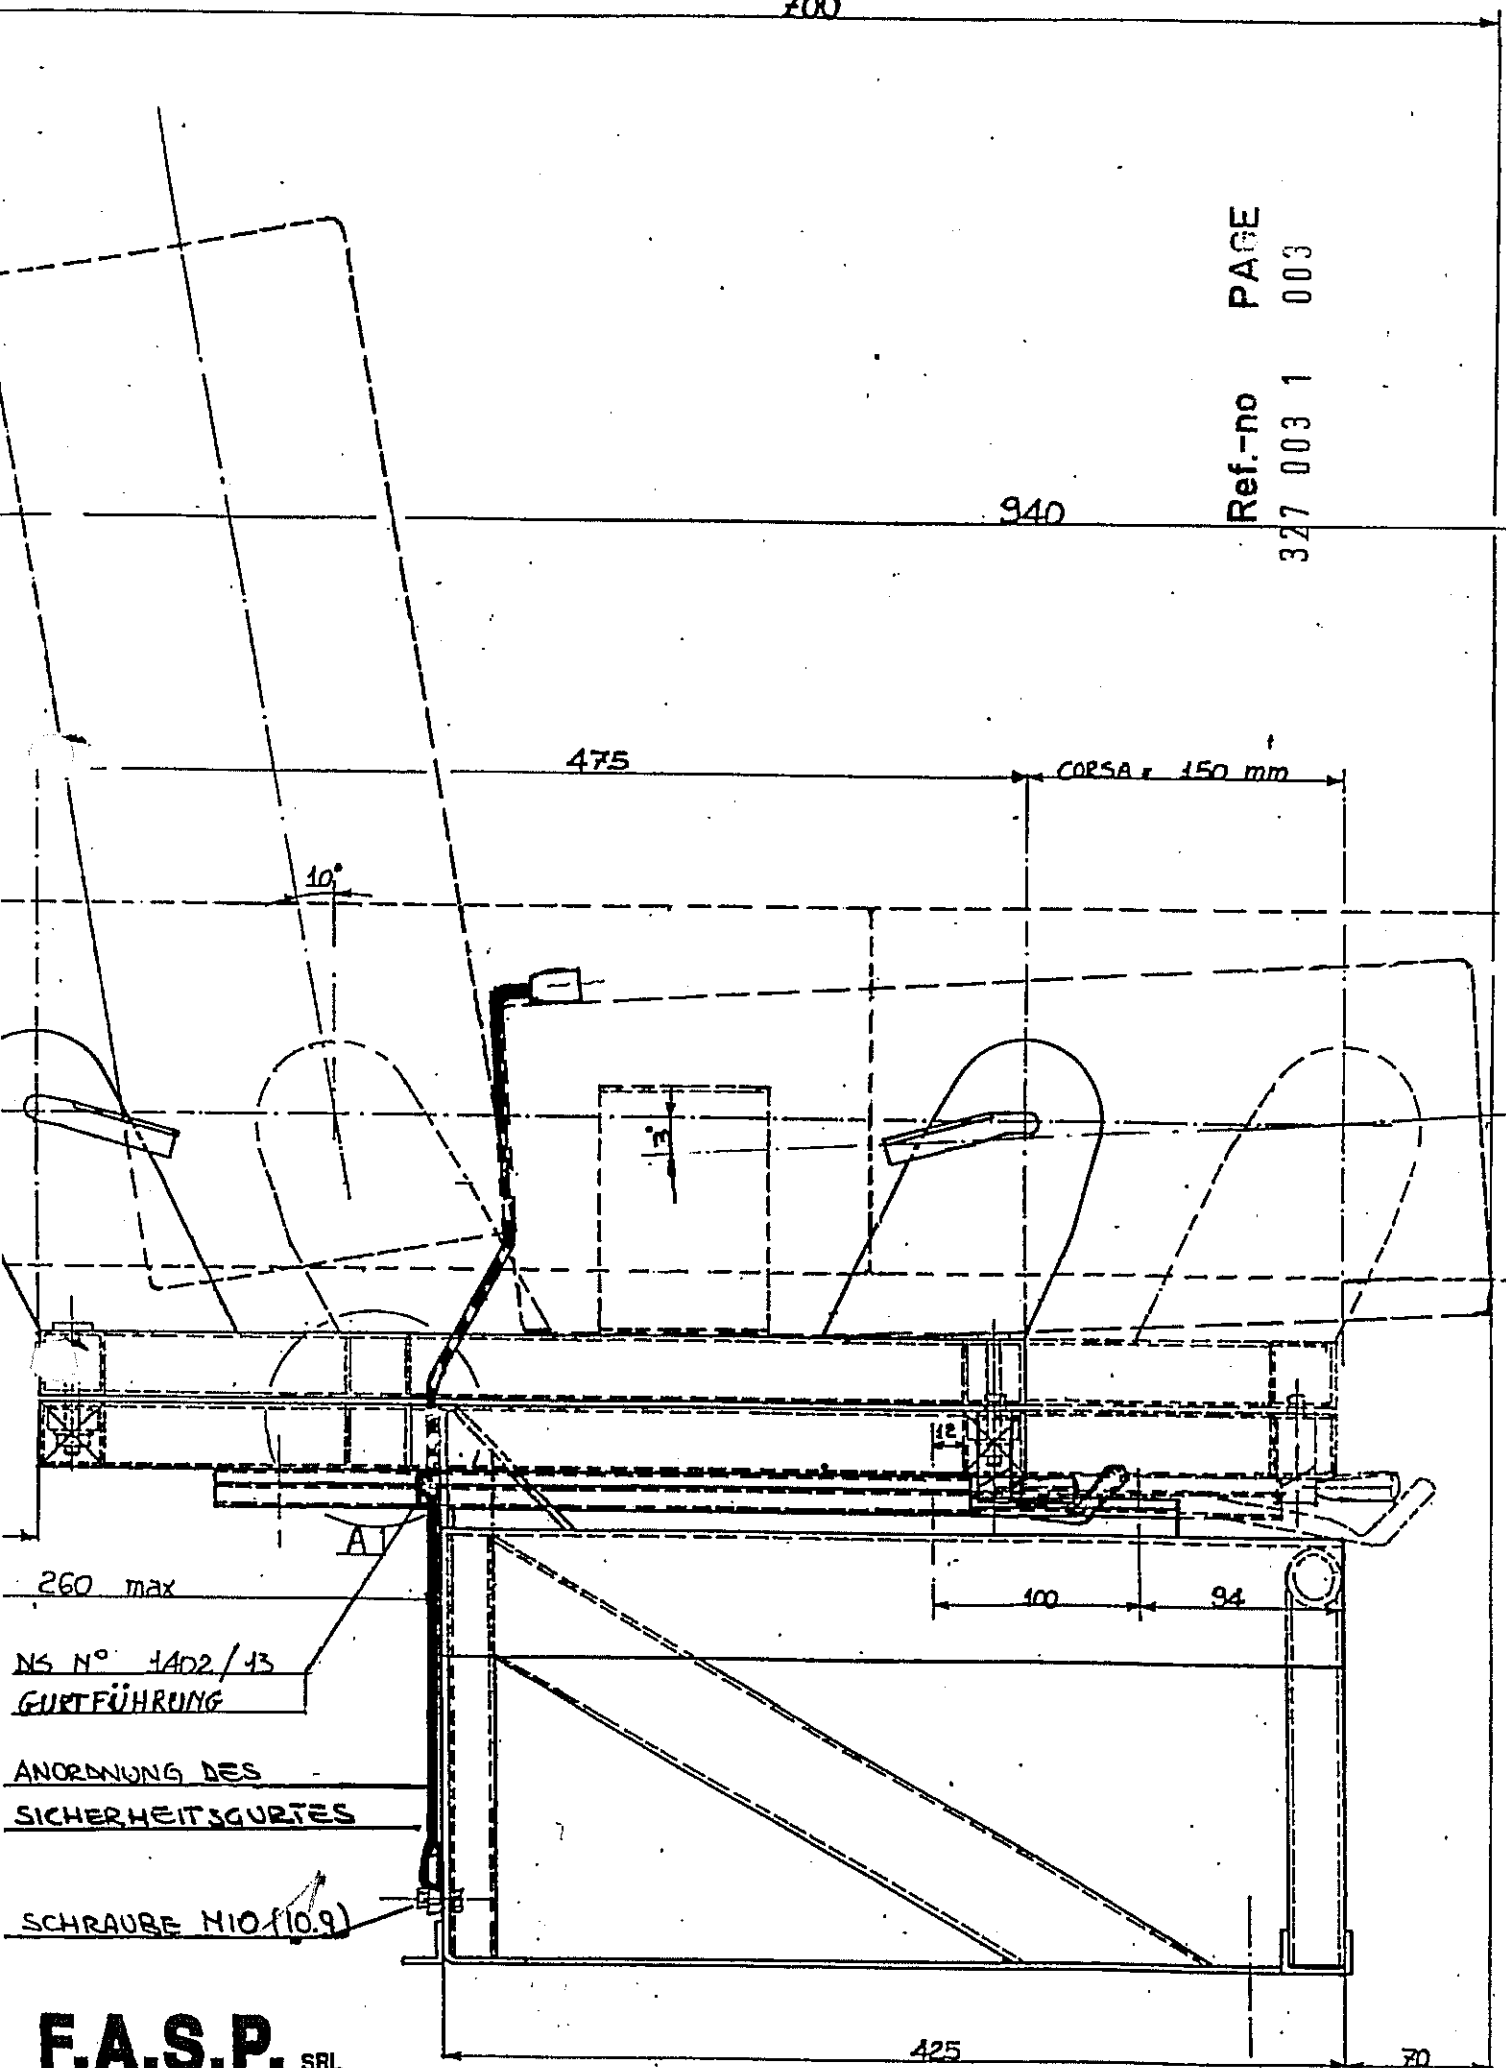 700
Ref.-no PAGE
327 003 1 003
940
475
CORSA = 150 mm
10°
3°
12
A1
260 max
100
94
NS N° 1402/13
GURTFÜHRUNG
ANORDNUNG DES
SICHERHEITSGURTES
SCHRAUBE M10 (10.9)
F.A.S.P. SRL
425
70